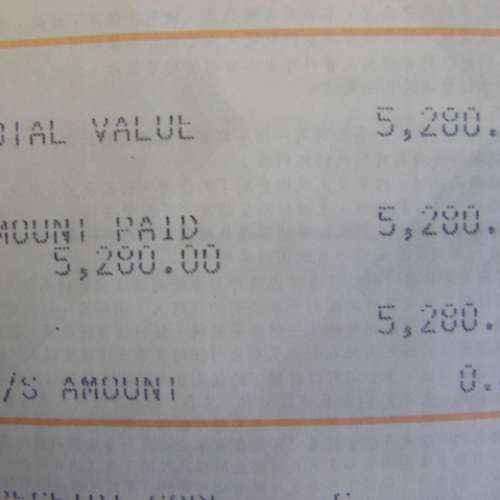 OTAL VALUE 5,280.
MOUNT PAID 5,280.
5,280.00
5,280.
/S AMOUNT 0.